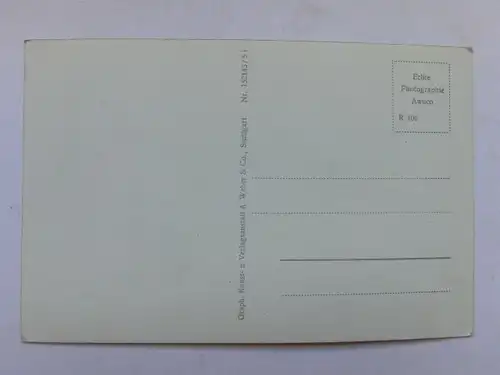 Graph. Kunst- u Verlagsanstalt A. Weber & Co., Stuttgart
Echte
Photographie
Awaco